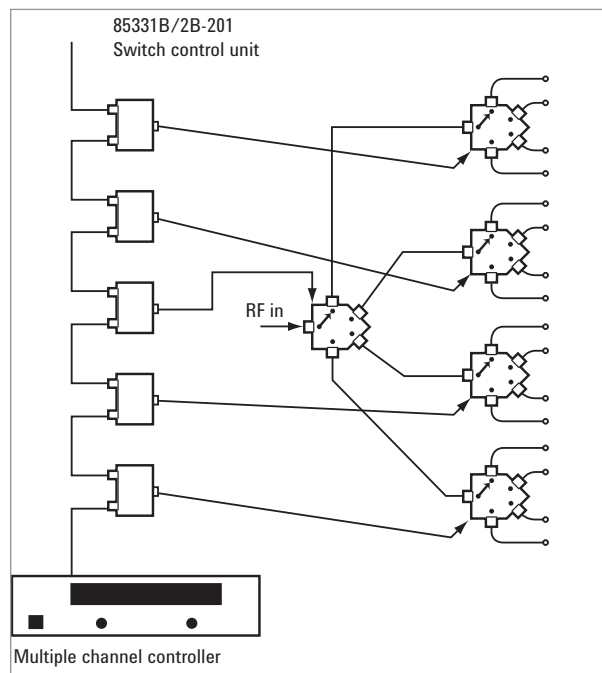 85331B/2B-201
Switch control unit
RF in
Multiple channel controller